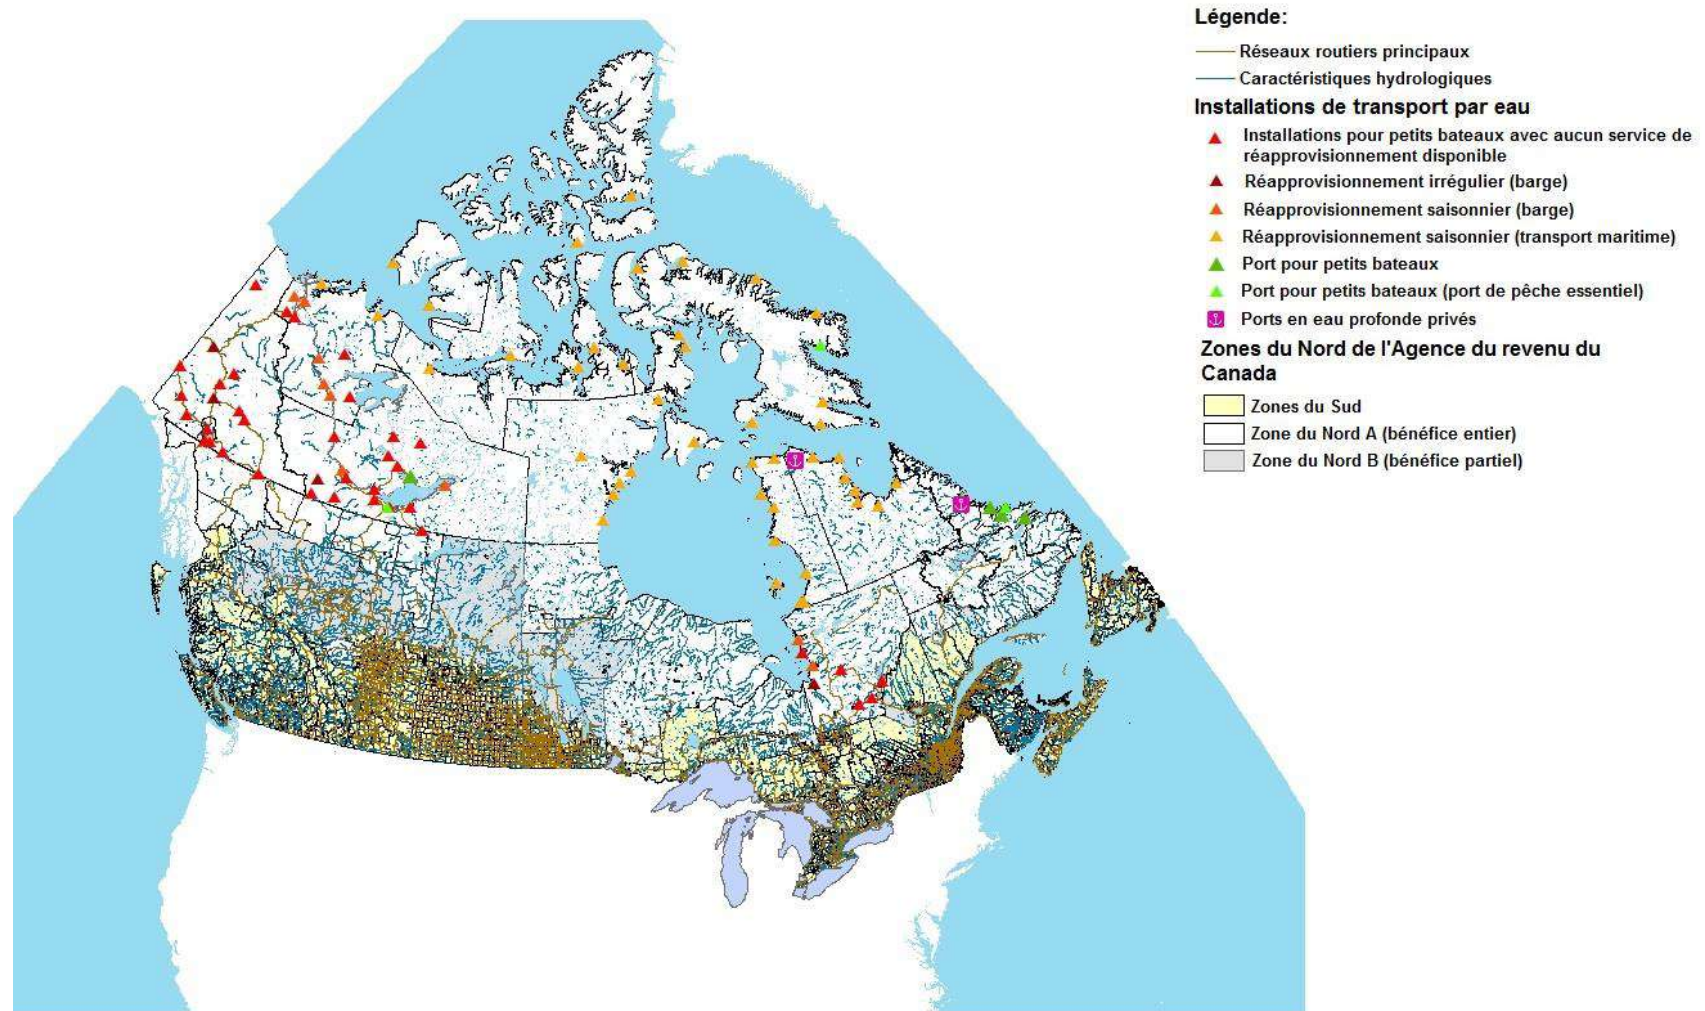 Légende:
Réseaux routiers principaux
Caractéristiques hydrologiques
Installations de transport par eau
Installations pour petits bateaux avec aucun service de
réapprovisionnement disponible
Réapprovisionnement irrégulier (barge)
Réapprovisionnement saisonnier (barge)
Réapprovisionnement saisonnier (transport maritime)
Port pour petits bateaux
Port pour petits bateaux (port de pêche essentiel)
Ports en eau profonde privés
Zones du Nord de l'Agence du revenu du
Canada
Zones du Sud
Zone du Nord A (bénéfice entier)
Zone du Nord B (bénéfice partiel)